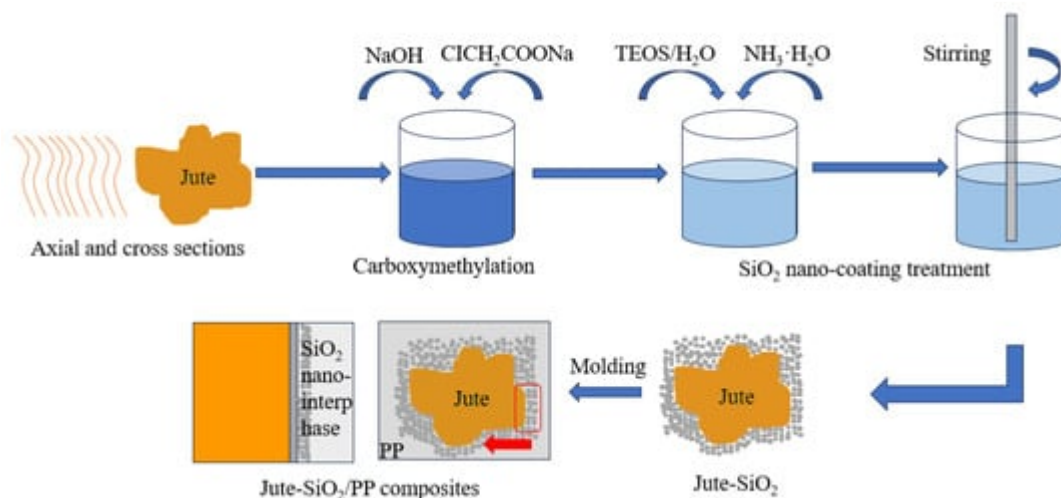 NaOH
ClCH₂COONa
TEOS/H₂O
NH₃·H₂O
Stirring
Jute
Axial and cross sections
Carboxymethylation
SiO₂ nano-coating treatment
SiO₂
nano-
interp
hase
Jute
PP
Molding
Jute
Jute-SiO₂/PP composites
Jute-SiO₂